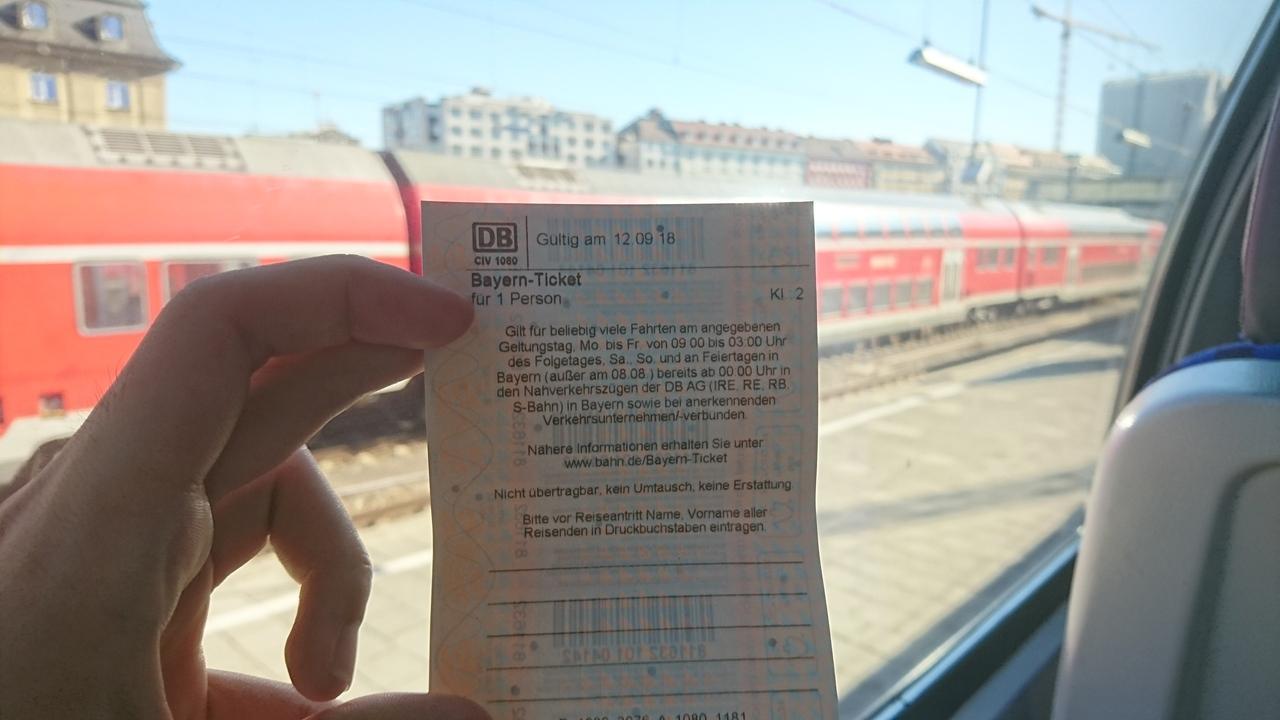 DB
CIV 1080
Gültig am 12.09.18
Bayern-Ticket
für 1 Person
Kl. 2
Gilt für beliebig viele Fahrten am angegebenen
Geltungstag, Mo. bis Fr. von 09.00 bis 03:00 Uhr
des Folgetages, Sa., So. und an Feiertagen in
Bayern (außer am 08.08.) bereits ab 00:00 Uhr in
den Nahverkehrszügen der DB AG (IRE, RE, RB,
S-Bahn) in Bayern sowie bei anerkennenden
Verkehrsunternehmen/-verbunden.
Nähere Informationen erhalten Sie unter
www.bahn.de/Bayern-Ticket
Nicht übertragbar, kein Umtausch, keine Erstattung.
Bitte vor Reiseantritt Name, Vorname aller
Reisenden in Druckbuchstaben eintragen.
811632 101 04142